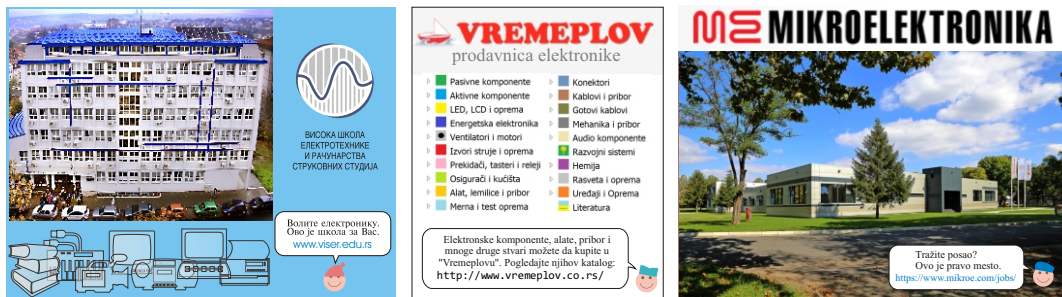 ВИСОКА ШКОЛА
ЕЛЕКТРОТЕХНИКЕ
И РАЧУНАРСТВА
СТРУКОВНИХ СТУДИЈА
Волите електронику.
Ово је школа за Вас.
www.viser.edu.rs
VREMEPLOV
prodavnica elektronike
Pasivne komponente
Aktivne komponente
LED, LCD i oprema
Energetska elektronika
Ventilatori i motori
Izvori struje i oprema
Prekidači, tasteri i releji
Osigurači i kućišta
Alat, lemilice i pribor
Merna i test oprema
Konektori
Kablovi i pribor
Gotovi kablovi
Mehanika i pribor
Audio komponente
Razvojni sistemi
Hemija
Rasveta i oprema
Uređaji i Oprema
Literatura
Elektronske komponente, alate, pribor i
mnoge druge stvari možete da kupite u
"Vremeplovu". Pogledajte njihov katalog:
http://www.vremeplov.co.rs/
MIKROELEKTRONIKA
Tražite posao?
Ovo je pravo mesto.
https://www.mikroe.com/jobs/